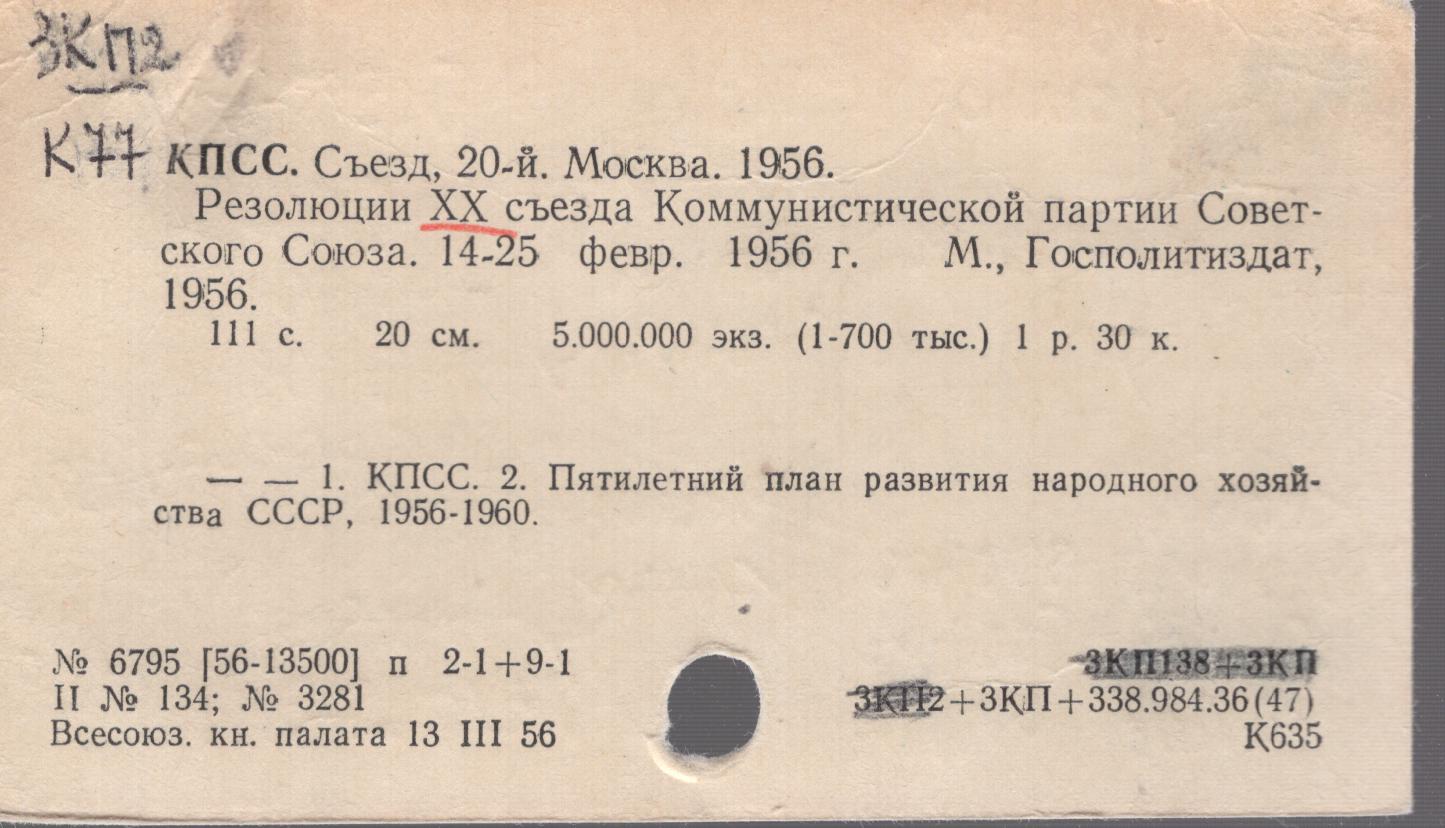 3КП2
К77
КПСС. Съезд, 20-й. Москва. 1956.
Резолюции XX съезда Коммунистической партии Совет-
ского Союза. 14-25 февр. 1956 г. М., Госполитиздат,
1956.
111 с. 20 см. 5.000.000 экз. (1-700 тыс.) 1 р. 30 к.
— — 1. КПСС. 2. Пятилетний план развития народного хозяй-
ства СССР, 1956-1960.
№ 6795 [56-13500] п 2-1+9-1
II № 134; № 3281
Всесоюз. кн. палата 13 III 56
3КП138+3КП
3КП2+3КП+338.984.36(47)
К635